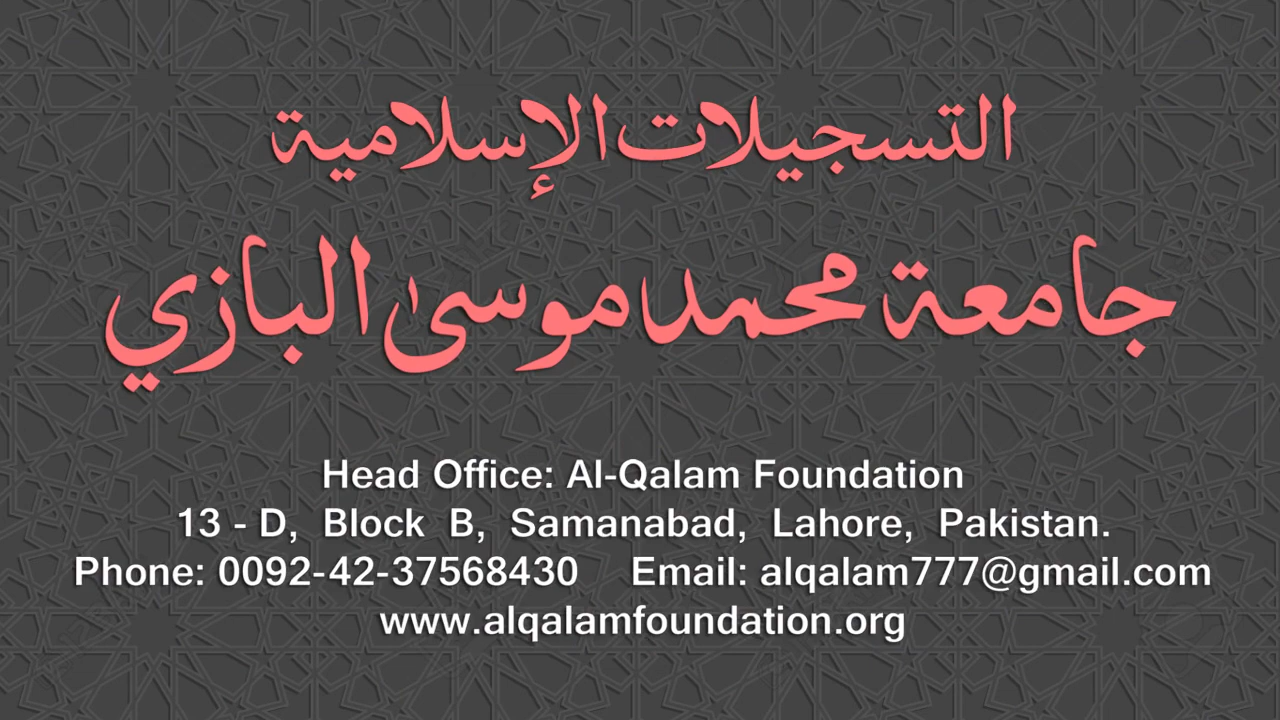 التسجيلات الإسلامية
جامعة محمد موسىٰ البازي
Head Office: Al-Qalam Foundation
13 - D, Block B, Samanabad, Lahore, Pakistan.
Phone: 0092-42-37568430 Email: alqalam777@gmail.com
www.alqalamfoundation.org